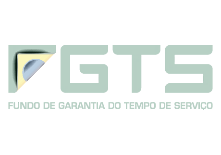 FGTS
FUNDO DE GARANTIA DO TEMPO DE SERVIÇO